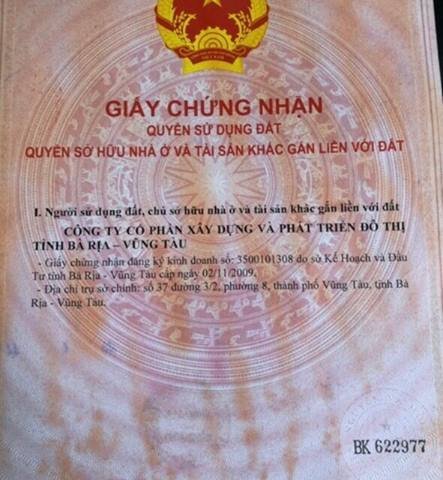 GIẤY CHỨNG NHẬN
QUYỀN SỬ DỤNG ĐẤT
QUYỀN SỞ HỮU NHÀ Ở VÀ TÀI SẢN KHÁC GẮN LIỀN VỚI ĐẤT
I. Người sử dụng đất, chủ sở hữu nhà ở và tài sản khác gắn liền với đất
CÔNG TY CỔ PHẦN XÂY DỰNG VÀ PHÁT TRIỂN ĐÔ THỊ
TỈNH BÀ RỊA – VŨNG TÀU
- Giấy chứng nhận đăng ký kinh doanh số: 3500101308 do sở Kế Hoạch và Đầu
Tư tỉnh Bà Rịa - Vũng Tàu cấp ngày 02/11/2009.
- Địa chỉ trụ sở chính: số 37 đường 3/2, phường 8, thành phố Vũng Tàu, tỉnh Bà
Rịa - Vũng Tàu.
BK 622977